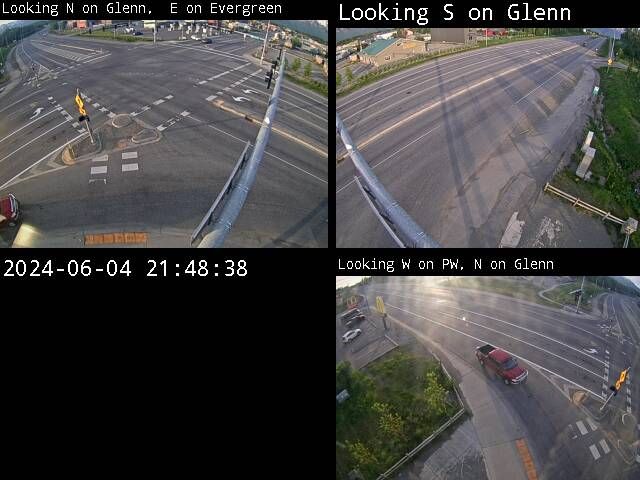 Looking N on Glenn, E on Evergreen
Looking S on Glenn
2024-06-04 21:48:38
Looking W on PW, N on Glenn